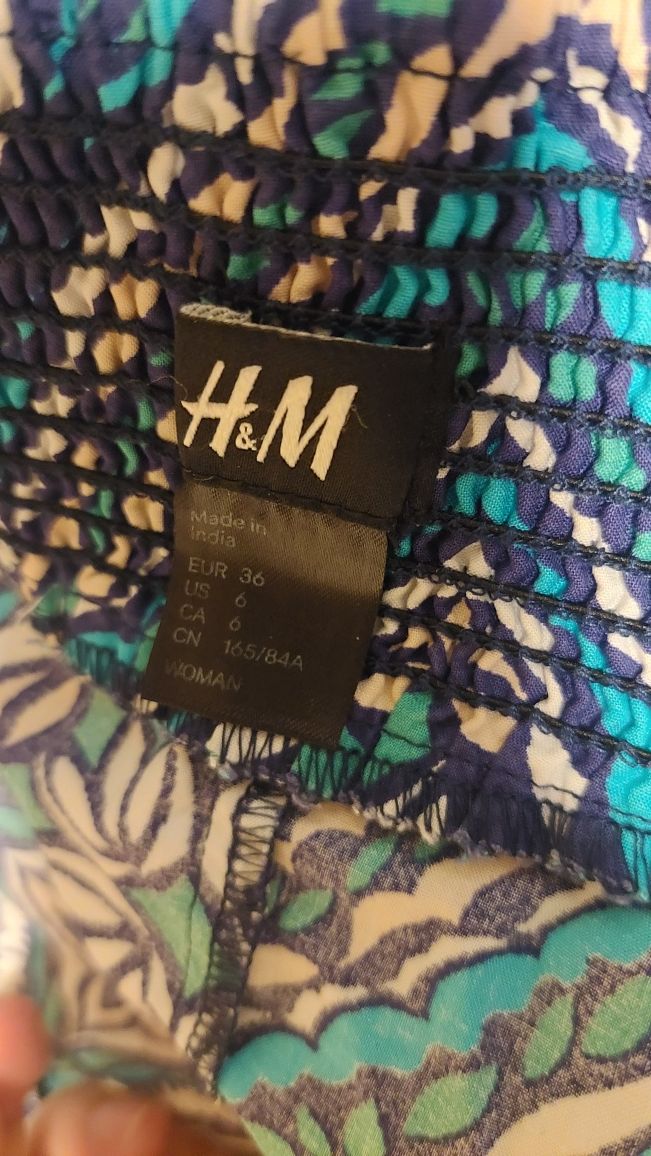 H&M
Made in
India
EUR 36
US 6
CA 6
CN 165/84A
WOMAN